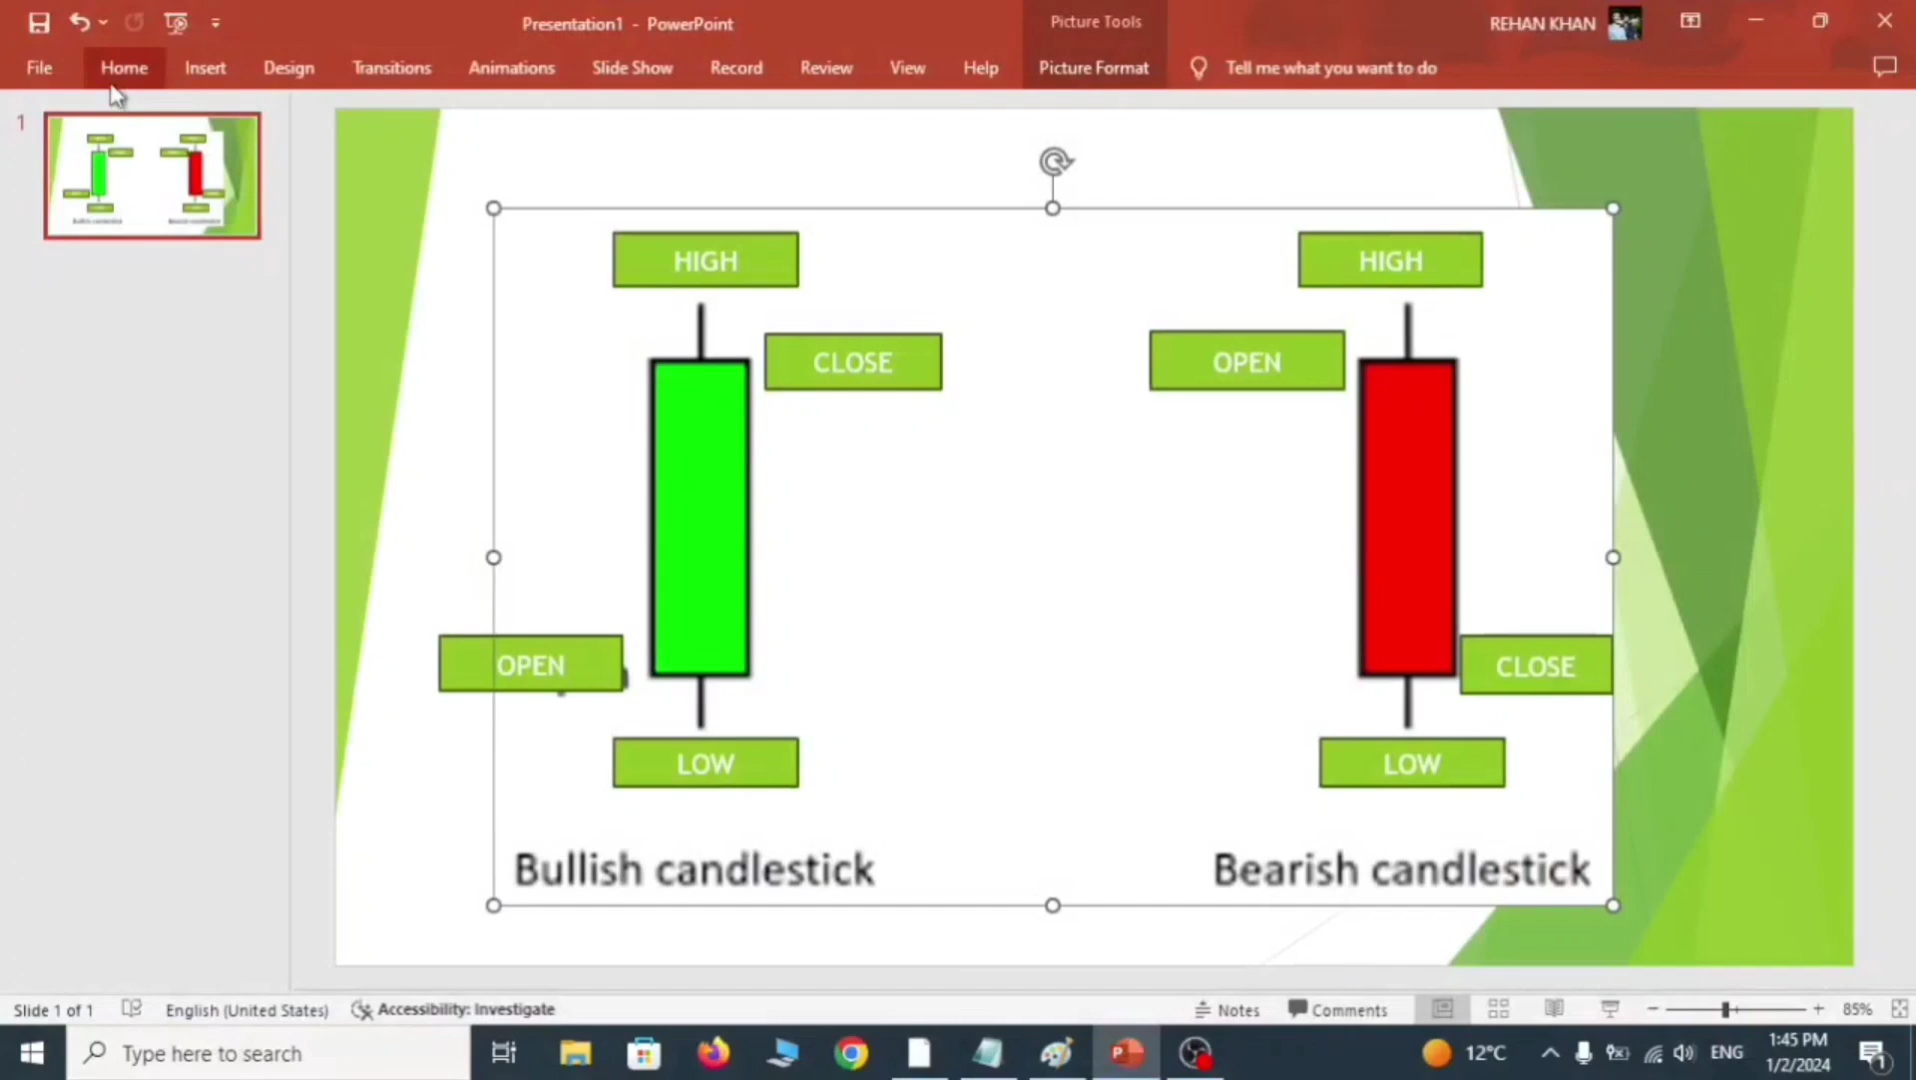 Presentation1 - PowerPoint
Picture Tools
REHAN KHAN
File Home Insert Design Transitions Animations Slide Show Record Review View Help Picture Format Tell me what you want to do
1
HIGH
HIGH
CLOSE
OPEN
OPEN
CLOSE
LOW
LOW
Bullish candlestick
Bearish candlestick
Slide 1 of 1 English (United States) Accessibility: Investigate Notes Comments 85%
Type here to search
12°C
ENG
1:45 PM
1/2/2024
1